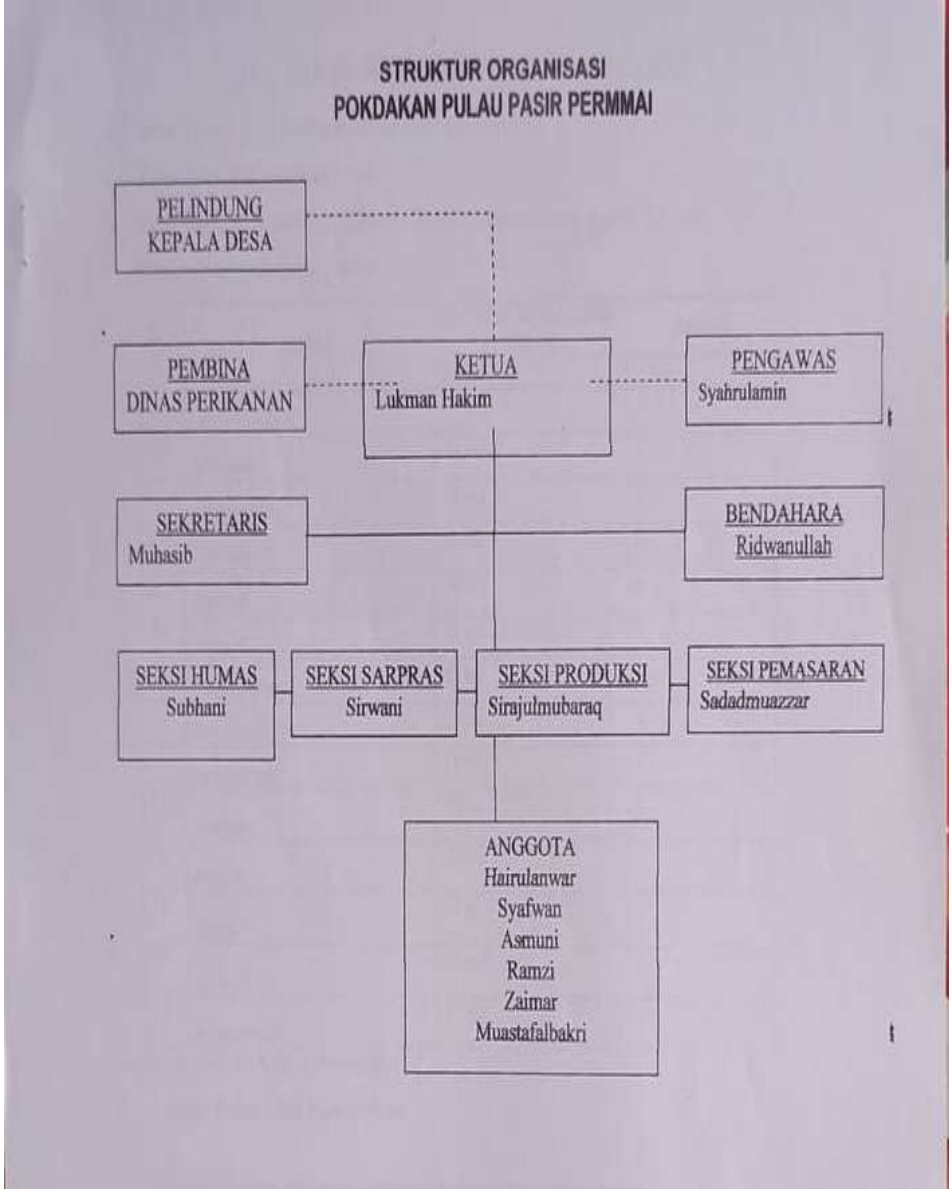 STRUKTUR ORGANISASI
POKDAKAN PULAU PASIR PERMMAI
PELINDUNG
KEPALA DESA
PEMBINA
DINAS PERIKANAN
KETUA
Lukman Hakim
PENGAWAS
Syahrulamin
SEKRETARIS
Muhasib
BENDAHARA
Ridwanullah
SEKSI HUMAS
Subhani
SEKSI SARPRAS
Sirwani
SEKSI PRODUKSI
Sirajulmubaraq
SEKSI PEMASARAN
Sadadmuazzar
ANGGOTA
Hairulanwar
Syafwan
Asmuni
Ramzi
Zaimar
Muastafalbakri